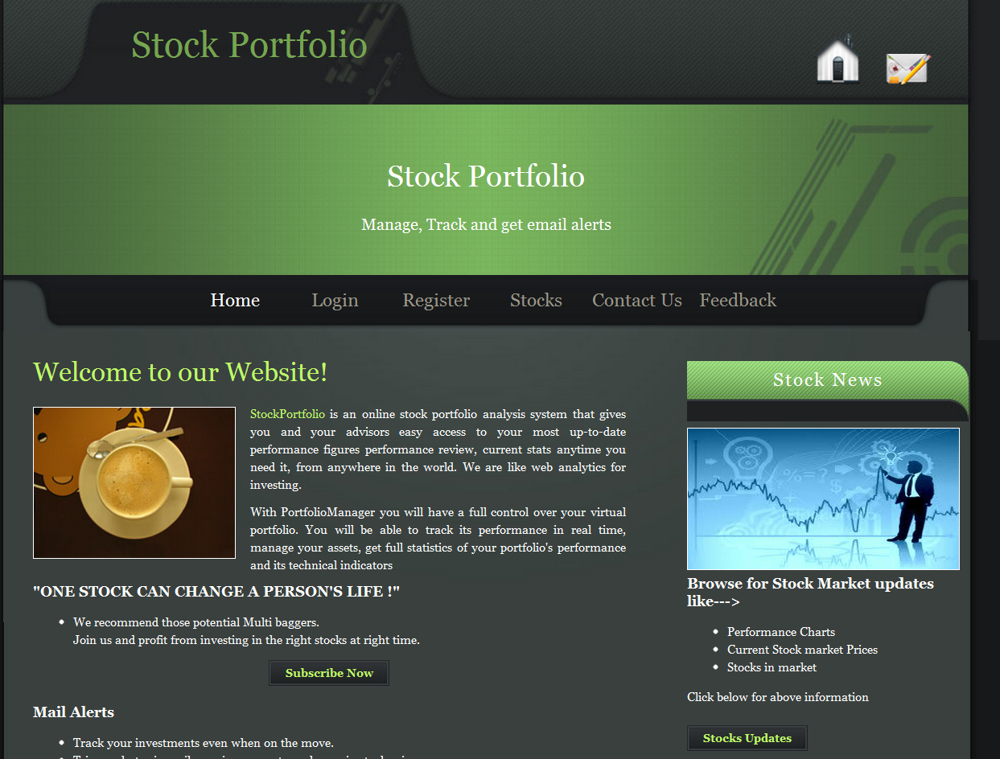 Stock Portfolio
Stock Portfolio
Manage, Track and get email alerts
Home Login Register Stocks Contact Us Feedback
Welcome to our Website!
StockPortfolio is an online stock portfolio analysis system that gives
you and your advisors easy access to your most up-to-date
performance figures performance review, current stats anytime you
need it, from anywhere in the world. We are like web analytics for
investing.
With PortfolioManager you will have a full control over your virtual
portfolio. You will be able to track its performance in real time,
manage your assets, get full statistics of your portfolio's performance
and its technical indicators
"ONE STOCK CAN CHANGE A PERSON'S LIFE !"
We recommend those potential Multi baggers.
Join us and profit from investing in the right stocks at right time.
Subscribe Now
Mail Alerts
Track your investments even when on the move.
Stock News
Browse for Stock Market updates
like--->
Performance Charts
Current Stock market Prices
Stocks in market
Click below for above information
Stocks Updates